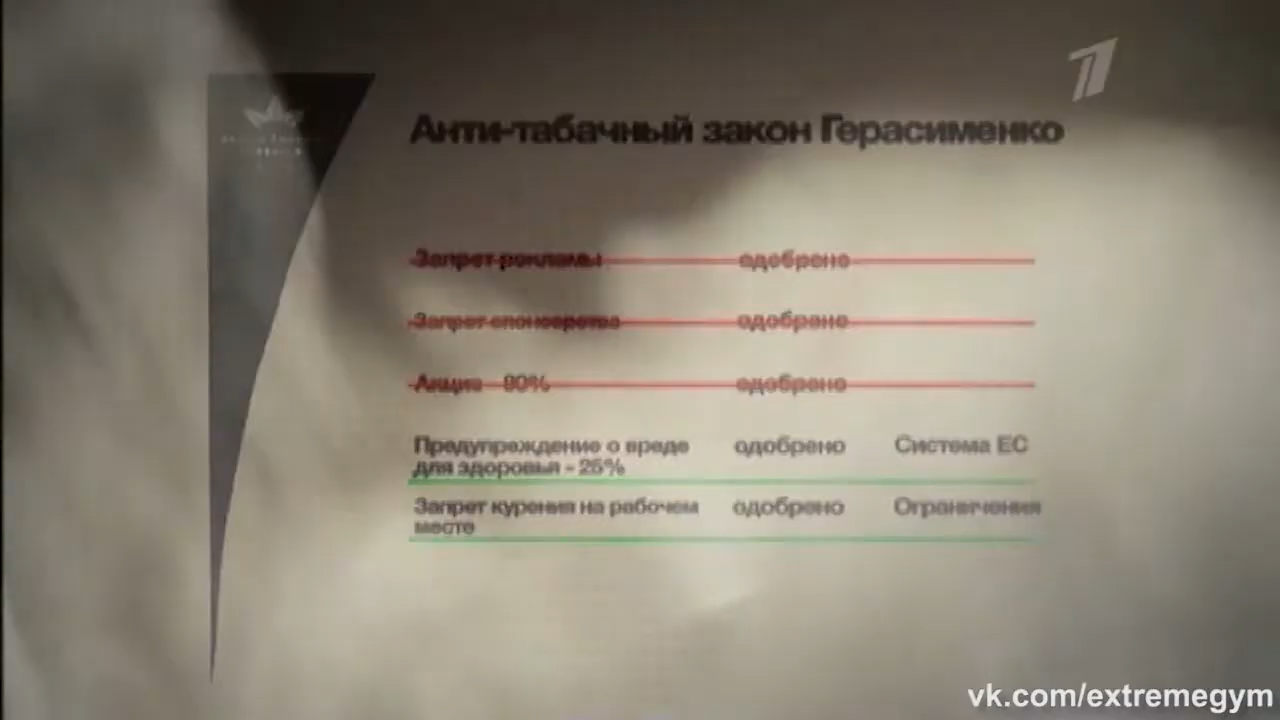 Анти-табачный закон Герасименко
Запрет рекламы одобрено
Запрет спонсорства одобрено
Акциз 90% одобрено
Предупреждение о вреде одобрено Система ЕС
для здоровья - 25%
Запрет курения на рабочем одобрено Ограничения
месте
vk.com/extremegym